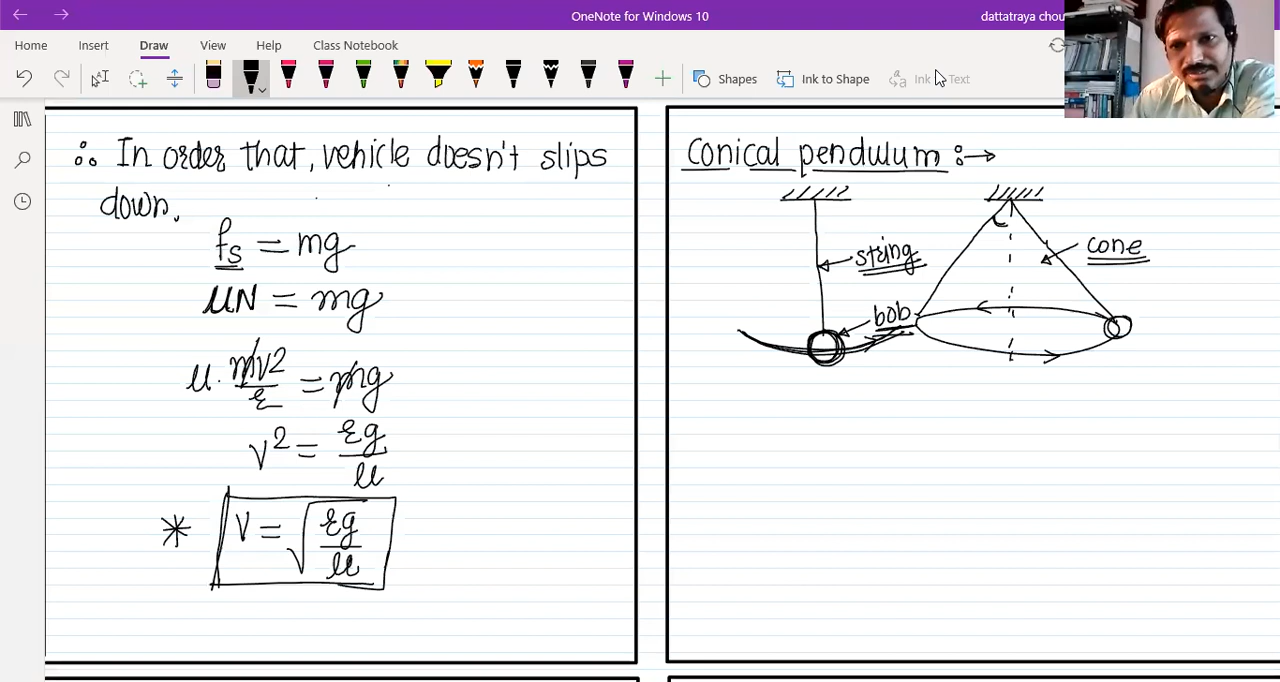 OneNote for Windows 10
dattatraya chou
Home Insert Draw View Help Class Notebook
Shapes Ink to Shape Ink to Text
∴ In order that, vehicle doesn't slips
down.
fs = mg
μN = mg
μ. mv2/r = mg
v2 = rg/μ
* v = √rg/μ
Conical pendulum :→
string
cone
bob